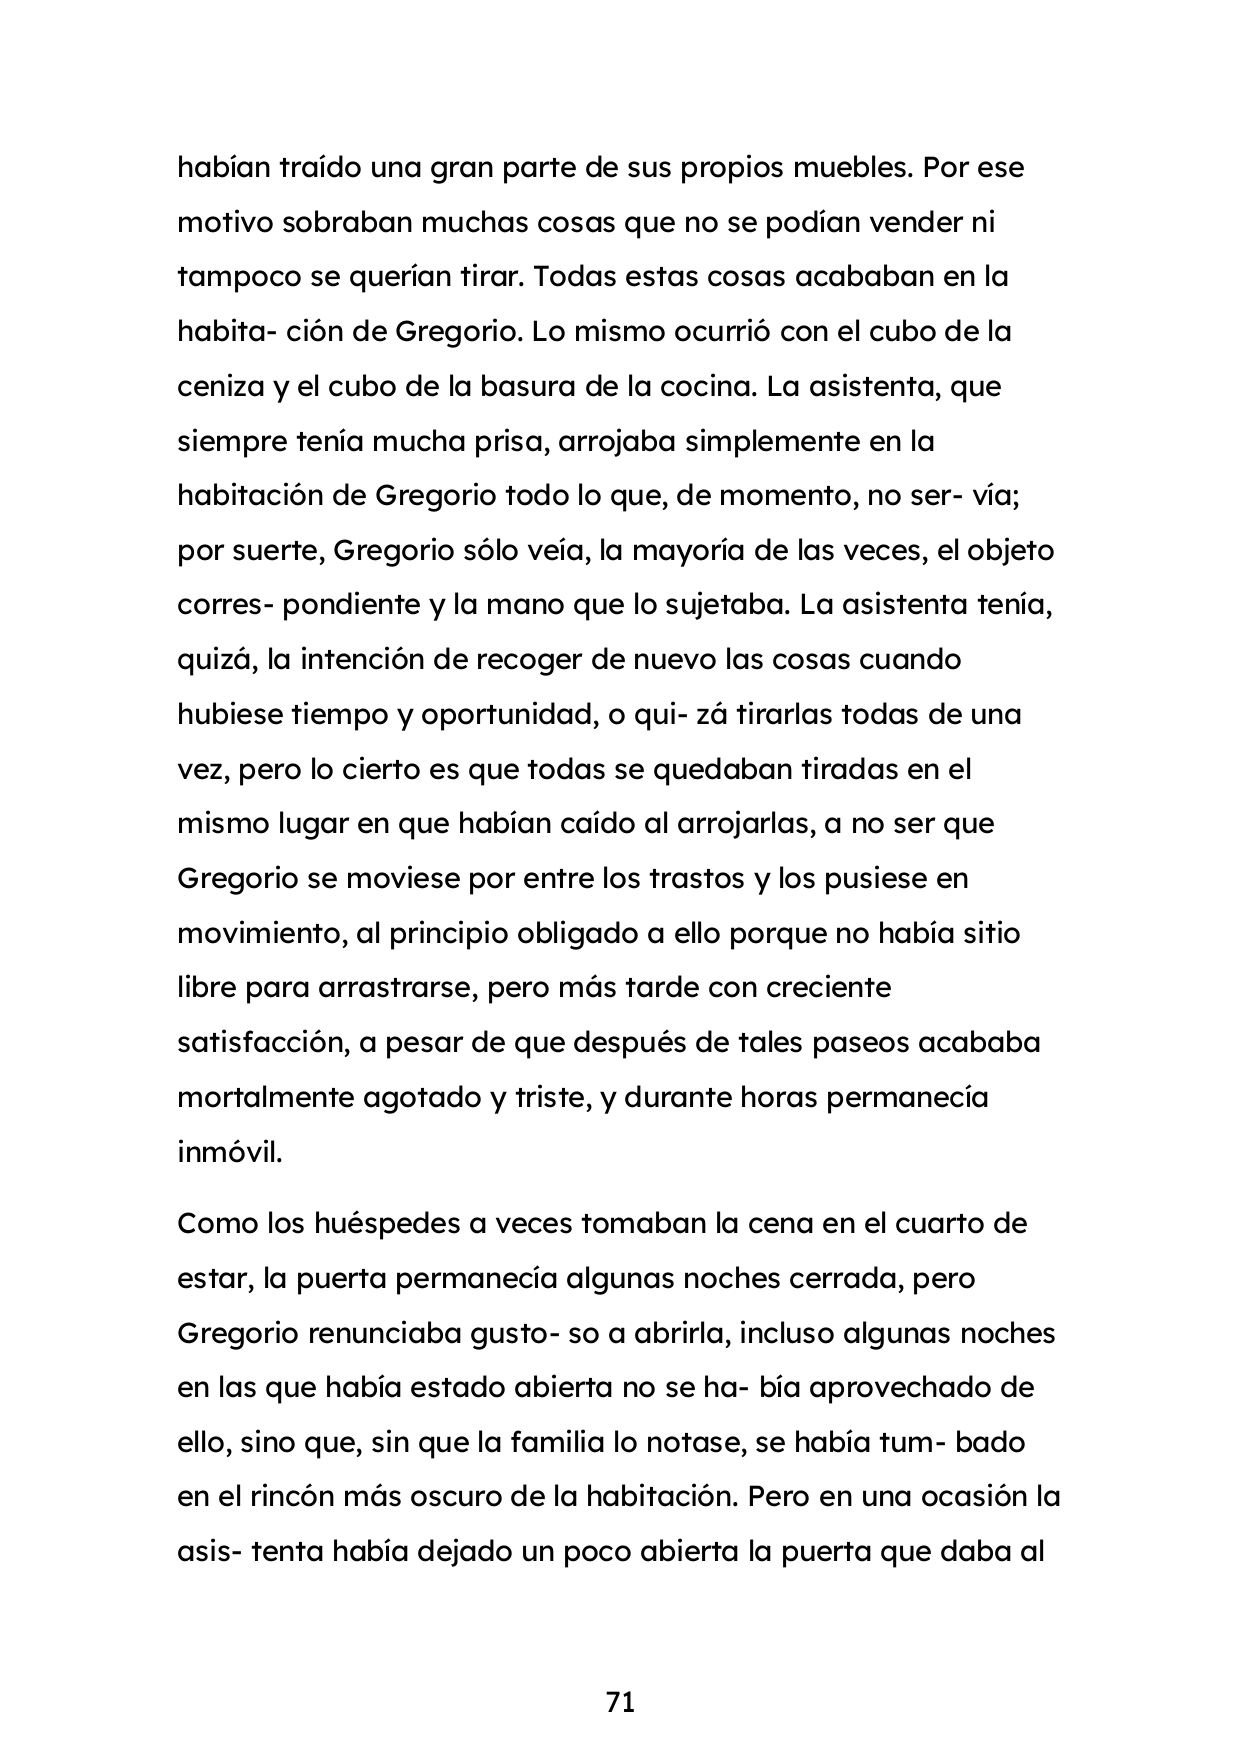 habían traído una gran parte de sus propios muebles. Por ese
motivo sobraban muchas cosas que no se podían vender ni
tampoco se querían tirar. Todas estas cosas acababan en la
habita- ción de Gregorio. Lo mismo ocurrió con el cubo de la
ceniza y el cubo de la basura de la cocina. La asistenta, que
siempre tenía mucha prisa, arrojaba simplemente en la
habitación de Gregorio todo lo que, de momento, no ser- vía;
por suerte, Gregorio sólo veía, la mayoría de las veces, el objeto
corres- pondiente y la mano que lo sujetaba. La asistenta tenía,
quizá, la intención de recoger de nuevo las cosas cuando
hubiese tiempo y oportunidad, o qui- zá tirarlas todas de una
vez, pero lo cierto es que todas se quedaban tiradas en el
mismo lugar en que habían caído al arrojarlas, a no ser que
Gregorio se moviese por entre los trastos y los pusiese en
movimiento, al principio obligado a ello porque no había sitio
libre para arrastrarse, pero más tarde con creciente
satisfacción, a pesar de que después de tales paseos acababa
mortalmente agotado y triste, y durante horas permanecía
inmóvil.
Como los huéspedes a veces tomaban la cena en el cuarto de
estar, la puerta permanecía algunas noches cerrada, pero
Gregorio renunciaba gusto- so a abrirla, incluso algunas noches
en las que había estado abierta no se ha- bía aprovechado de
ello, sino que, sin que la familia lo notase, se había tum- bado
en el rincón más oscuro de la habitación. Pero en una ocasión la
asis- tenta había dejado un poco abierta la puerta que daba al
71